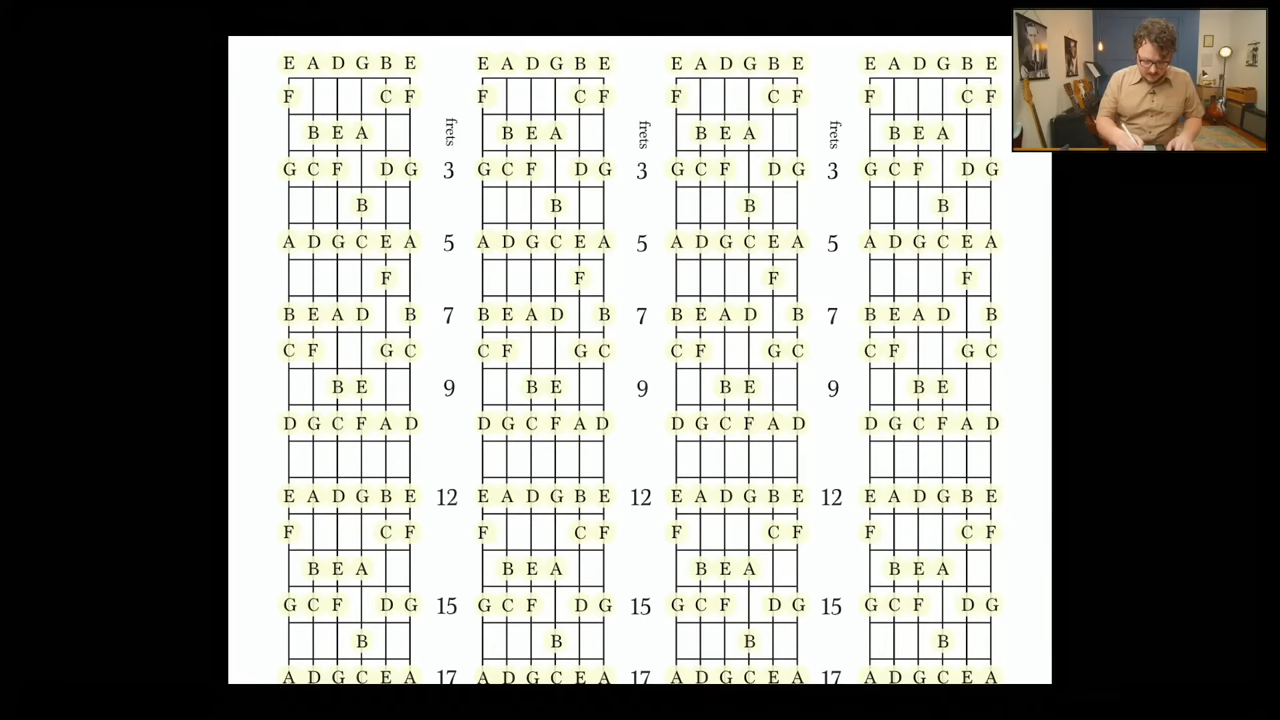 E A D G B E E A D G B E E A D G B E E A D G B E
F C F F C F F C F F C F
B E A frets B E A frets B E A frets B E A
G C F D G 3 G C F D G 3 G C F D G 3 G C F D G
B B B B
A D G C E A 5 A D G C E A 5 A D G C E A 5 A D G C E A
F F F F
B E A D B 7 B E A D B 7 B E A D B 7 B E A D B
C F G C C F G C C F G C C F G C
B E 9 B E 9 B E 9 B E
D G C F A D D G C F A D D G C F A D D G C F A D
E A D G B E 12 E A D G B E 12 E A D G B E 12 E A D G B E
F C F F C F F C F F C F
B E A B E A B E A B E A
G C F D G 15 G C F D G 15 G C F D G 15 G C F D G
B B B B
A D G C E A 17 A D G C E A 17 A D G C E A 17 A D G C E A